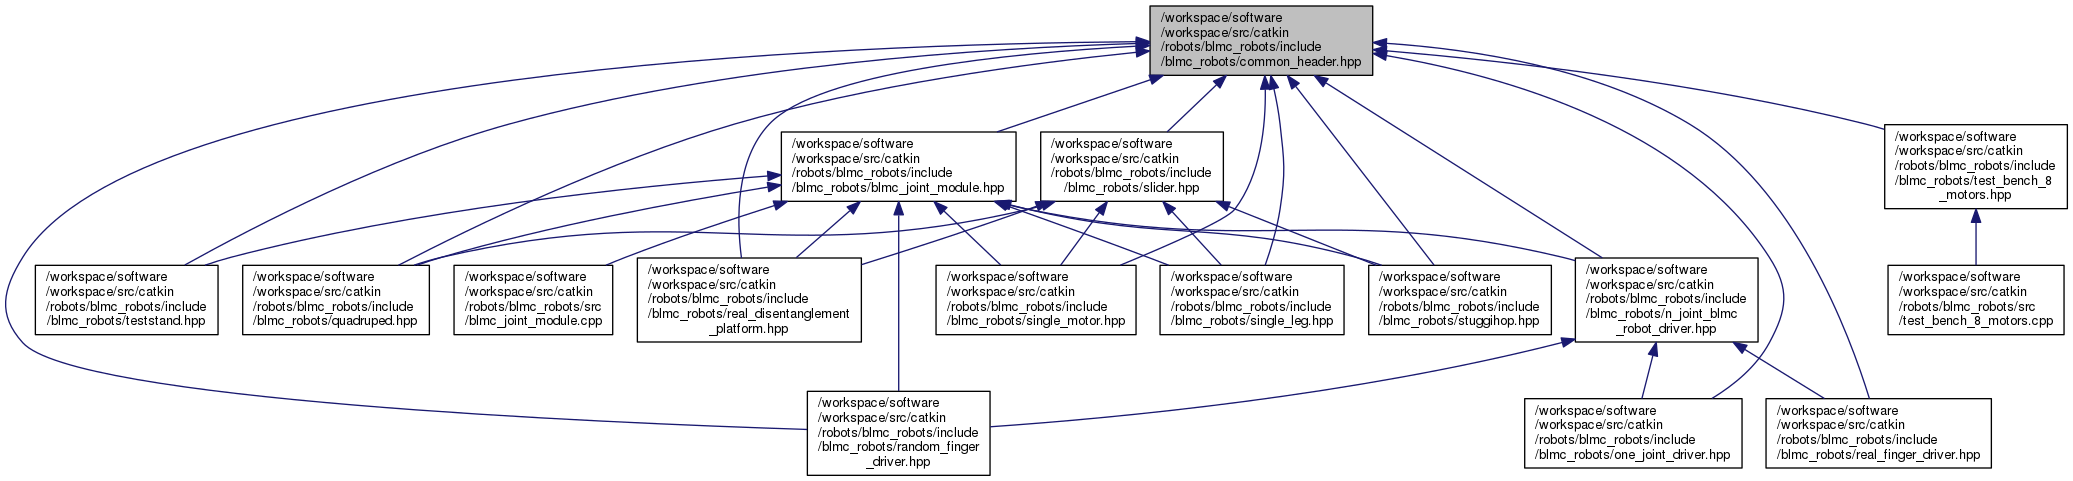 /workspace/software
/workspace/src/catkin
/robots/blmc_robots/include
/blmc_robots/common_header.hpp
/workspace/software
/workspace/src/catkin
/robots/blmc_robots/include
/blmc_robots/blmc_joint_module.hpp
/workspace/software
/workspace/src/catkin
/robots/blmc_robots/include
/blmc_robots/slider.hpp
/workspace/software
/workspace/src/catkin
/robots/blmc_robots/include
/blmc_robots/test_bench_8
_motors.hpp
/workspace/software
/workspace/src/catkin
/robots/blmc_robots/include
/blmc_robots/teststand.hpp
/workspace/software
/workspace/src/catkin
/robots/blmc_robots/include
/blmc_robots/quadruped.hpp
/workspace/software
/workspace/src/catkin
/robots/blmc_robots/src
/blmc_joint_module.cpp
/workspace/software
/workspace/src/catkin
/robots/blmc_robots/include
/blmc_robots/real_disentanglement
_platform.hpp
/workspace/software
/workspace/src/catkin
/robots/blmc_robots/include
/blmc_robots/single_motor.hpp
/workspace/software
/workspace/src/catkin
/robots/blmc_robots/include
/blmc_robots/single_leg.hpp
/workspace/software
/workspace/src/catkin
/robots/blmc_robots/include
/blmc_robots/stuggihop.hpp
/workspace/software
/workspace/src/catkin
/robots/blmc_robots/include
/blmc_robots/n_joint_blmc
_robot_driver.hpp
/workspace/software
/workspace/src/catkin
/robots/blmc_robots/src
/test_bench_8_motors.cpp
/workspace/software
/workspace/src/catkin
/robots/blmc_robots/include
/blmc_robots/random_finger
_driver.hpp
/workspace/software
/workspace/src/catkin
/robots/blmc_robots/include
/blmc_robots/one_joint_driver.hpp
/workspace/software
/workspace/src/catkin
/robots/blmc_robots/include
/blmc_robots/real_finger_driver.hpp